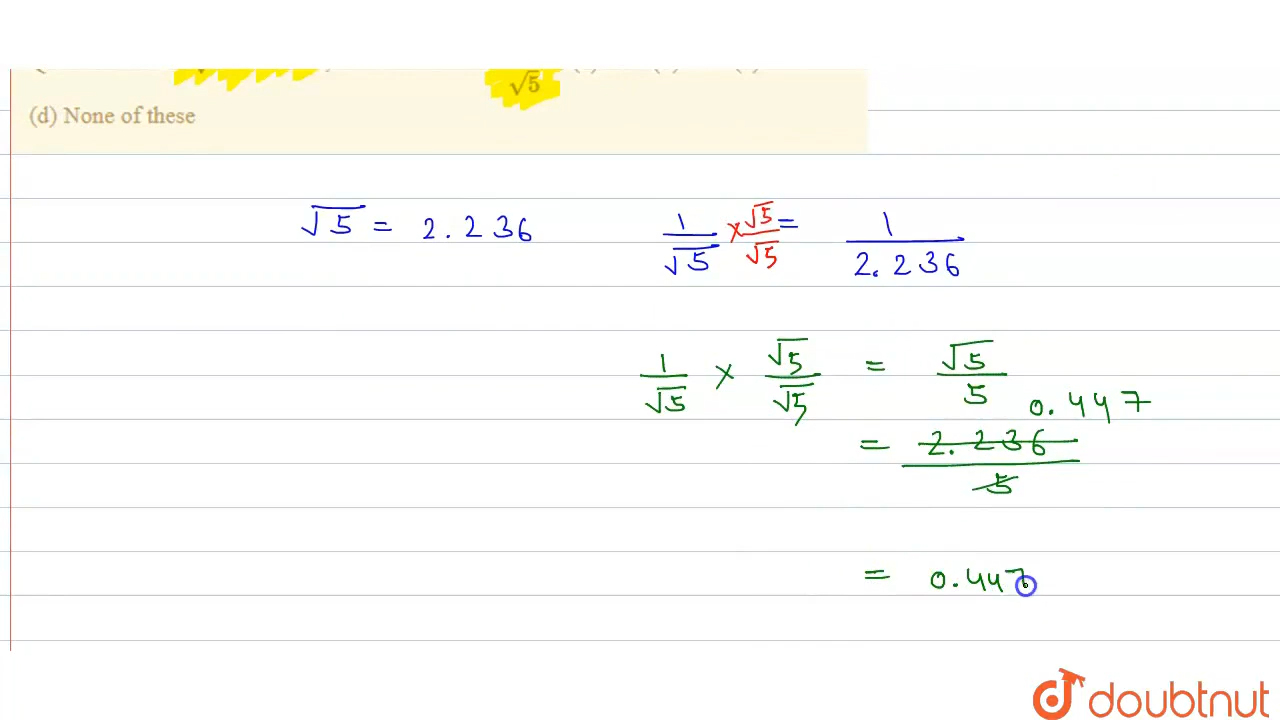 √5
(d) None of these
√5 = 2.236
1/√5 × √5/√5 = 1/2.236
1/√5 × √5/√5 = √5/5
0.447
= 2.236/5
= 0.447
doubtnut